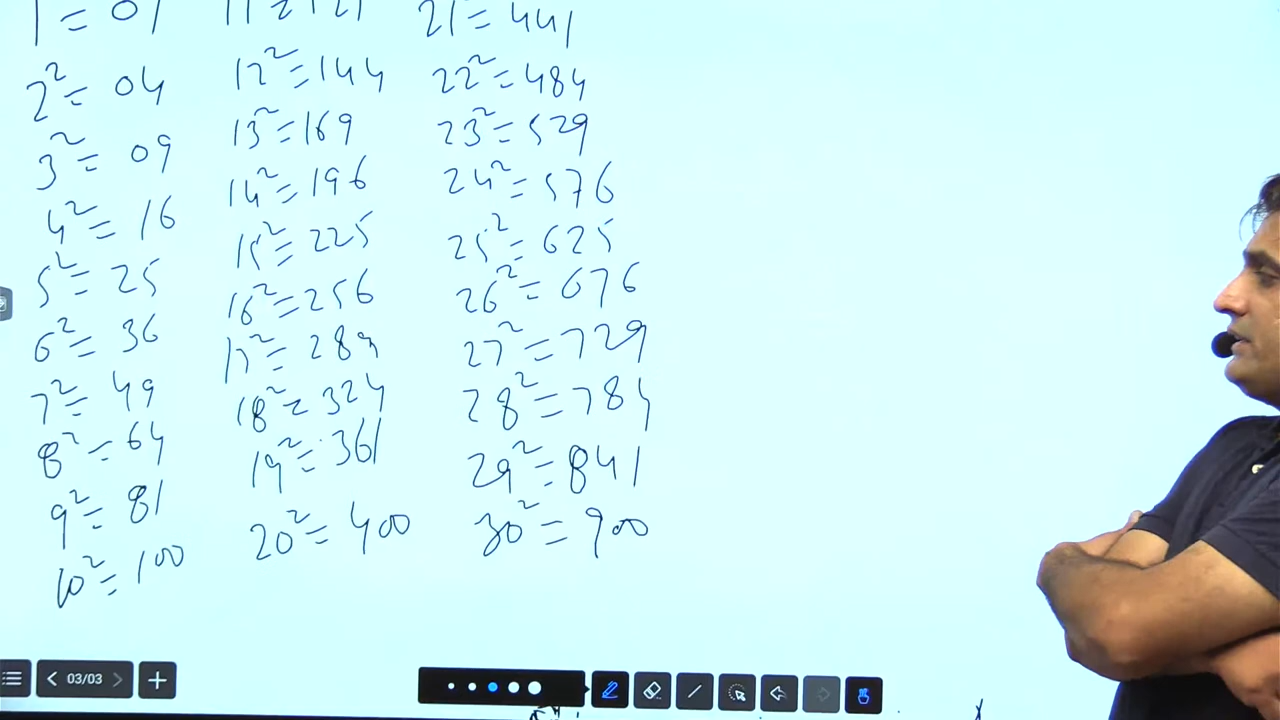 1 = 01
2² = 04
3² = 09
4² = 16
5² = 25
6² = 36
7² = 49
8² = 64
9² = 81
10² = 100
11² = 121
12² = 144
13² = 169
14² = 196
15² = 225
16² = 256
17² = 289
18² = 324
19² = 361
20² = 400
21² = 441
22² = 484
23² = 529
24² = 576
25² = 625
26² = 676
27² = 729
28² = 784
29² = 841
30² = 900
03/03